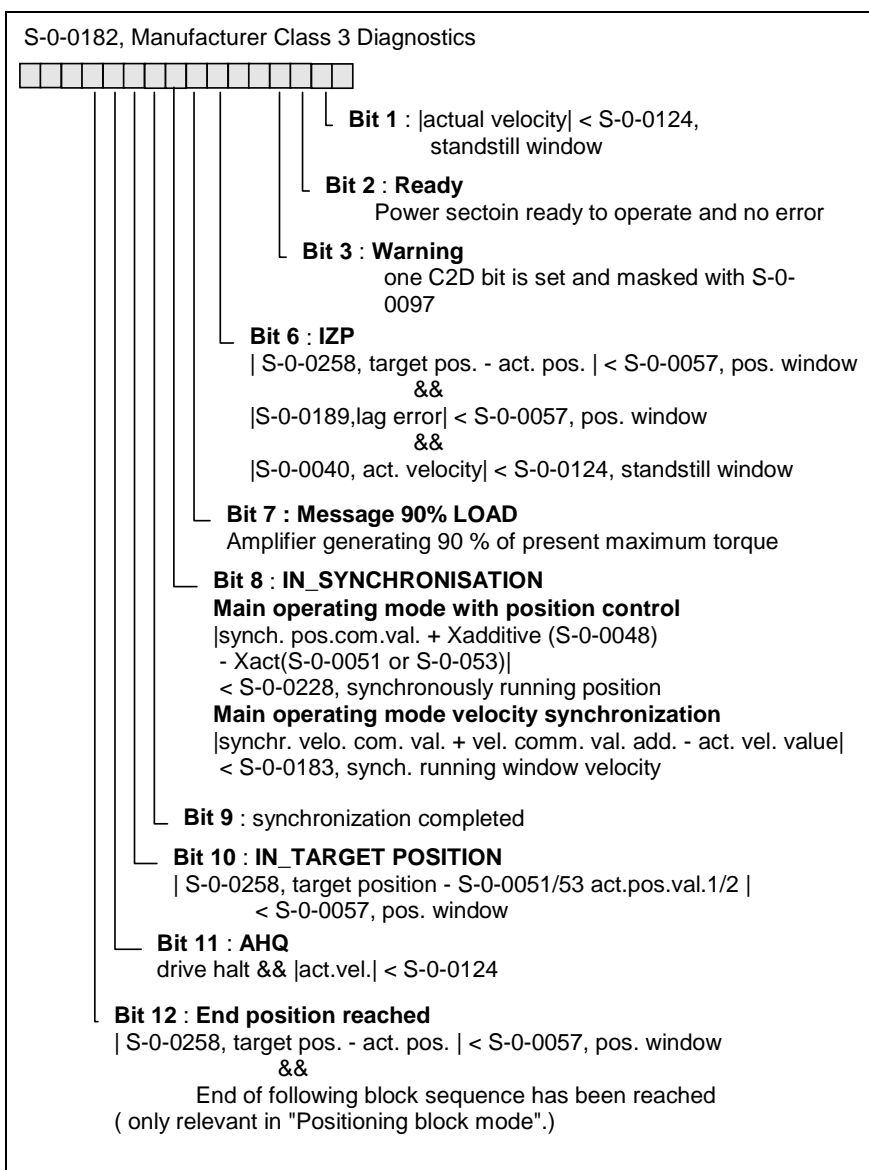 S-0-0182, Manufacturer Class 3 Diagnostics
Bit 1 : |actual velocity| < S-0-0124,
standstill window
Bit 2 : Ready
Power sectoin ready to operate and no error
Bit 3 : Warning
one C2D bit is set and masked with S-0-
0097
Bit 6 : IZP
| S-0-0258, target pos. - act. pos. | < S-0-0057, pos. window
&&
|S-0-0189,lag error| < S-0-0057, pos. window
&&
|S-0-0040, act. velocity| < S-0-0124, standstill window
Bit 7 : Message 90% LOAD
Amplifier generating 90 % of present maximum torque
Bit 8 : IN_SYNCHRONISATION
Main operating mode with position control
|synch. pos.com.val. + Xadditive (S-0-0048)
- Xact(S-0-0051 or S-0-053)|
< S-0-0228, synchronously running position
Main operating mode velocity synchronization
|synchr. velo. com. val. + vel. comm. val. add. - act. vel. value|
< S-0-0183, synch. running window velocity
Bit 9 : synchronization completed
Bit 10 : IN_TARGET POSITION
| S-0-0258, target position - S-0-0051/53 act.pos.val.1/2 |
< S-0-0057, pos. window
Bit 11 : AHQ
drive halt && |act.vel.| < S-0-0124
Bit 12 : End position reached
| S-0-0258, target pos. - act. pos. | < S-0-0057, pos. window
&&
End of following block sequence has been reached
( only relevant in "Positioning block mode".)